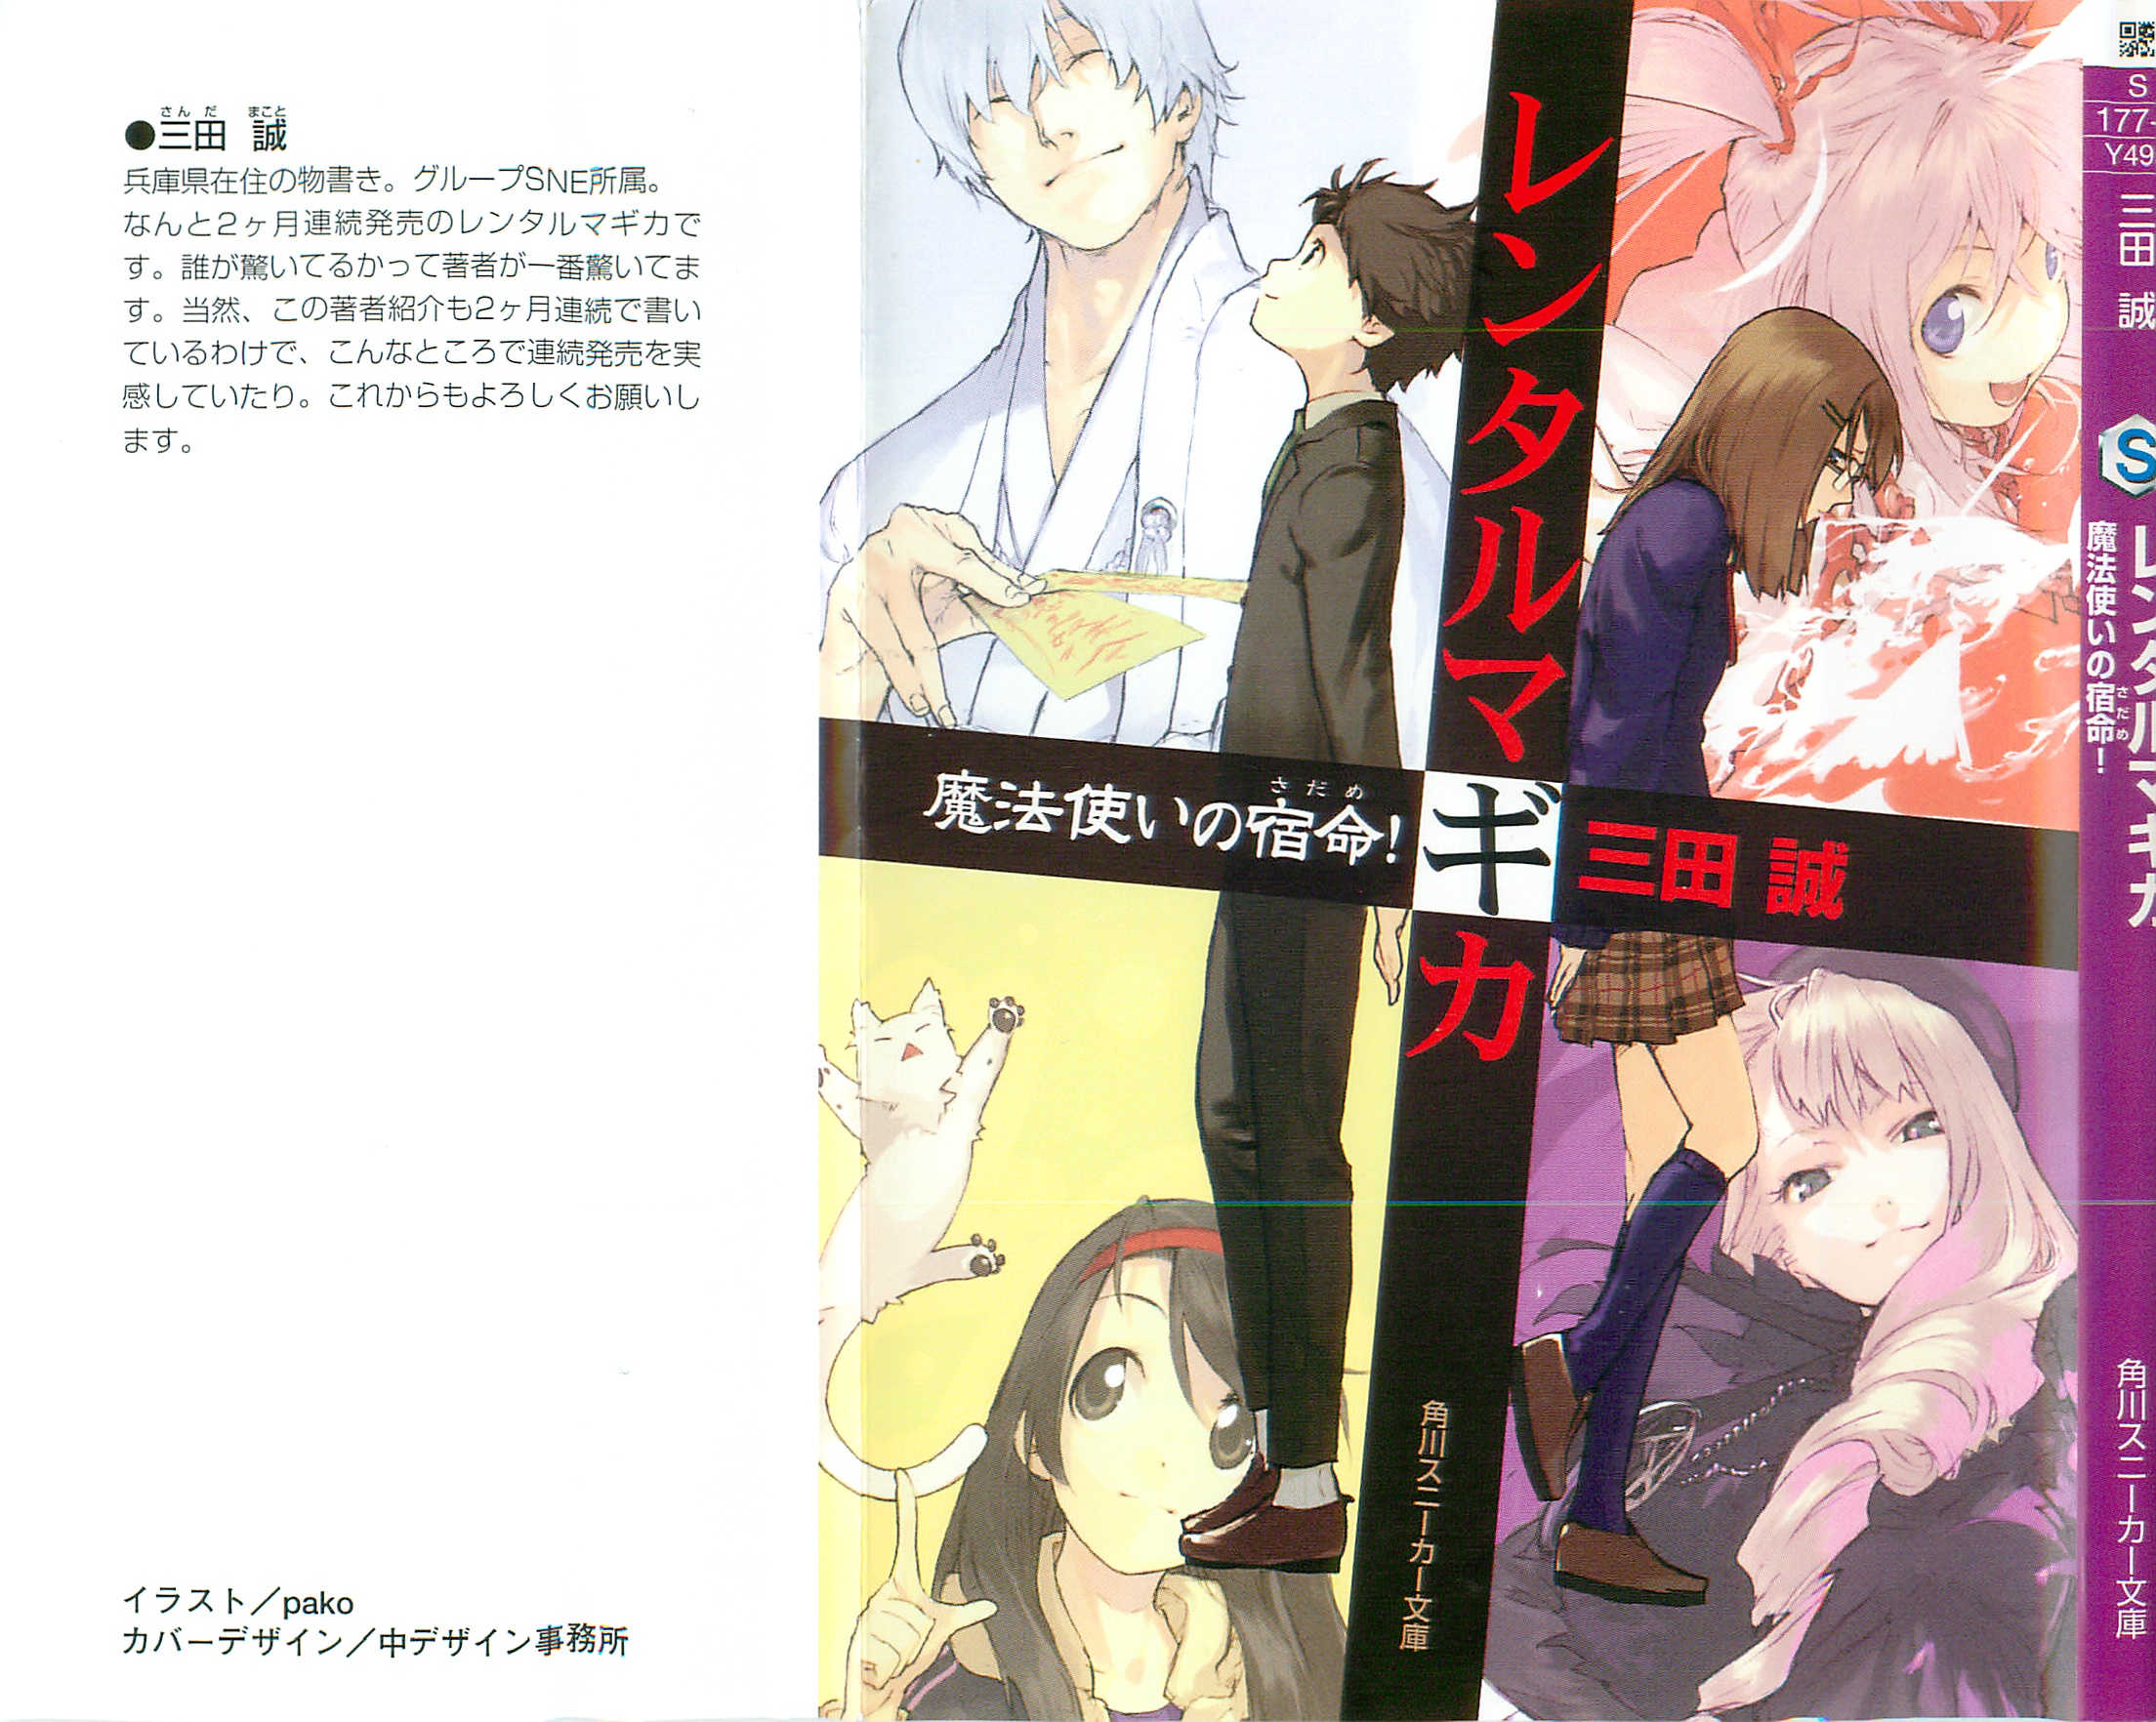 ●三田 誠
さんだ まこと
兵庫県在住の物書き。グループSNE所属。
なんと2ヶ月連続発売のレンタルマギカで
す。誰が驚いてるかって著者が一番驚いてま
す。当然、この著者紹介も2ヶ月連続で書い
ているわけで、こんなところで連続発売を実
感していたり。これからもよろしくお願いし
ます。
イラスト／pako
カバーデザイン／中デザイン事務所
レンタルマギカ
魔法使いの宿命!
さだめ
三田 誠
角川スニーカー文庫
S
177-
Y49
三田 誠
S
レンタルマギカ
魔法使いの宿命!
さだめ
角川スニーカー文庫